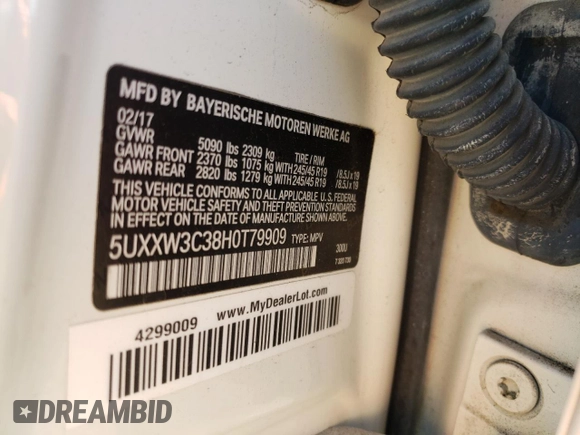 MFD BY BAYERISCHE MOTOREN WERKE AG
02/17
GVWR 5090 lbs 2309 kg TIRE / RIM
GAWR FRONT 2370 lbs 1075 kg WITH 245/45 R19 / 8.5J x 19
GAWR REAR 2820 lbs 1279 kg WITH 245/45 R19 / 8.5J x 19
THIS VEHICLE CONFORMS TO ALL APPLICABLE U.S. FEDERAL
MOTOR VEHICLE SAFETY AND THEFT PREVENTION STANDARDS
IN EFFECT ON THE DATE OF MANUFACTURE SHOWN ABOVE.
5UXXW3C38H0T79909 TYPE: MPV
300U
4299009 www.MyDealerLot.com
DREAMBID